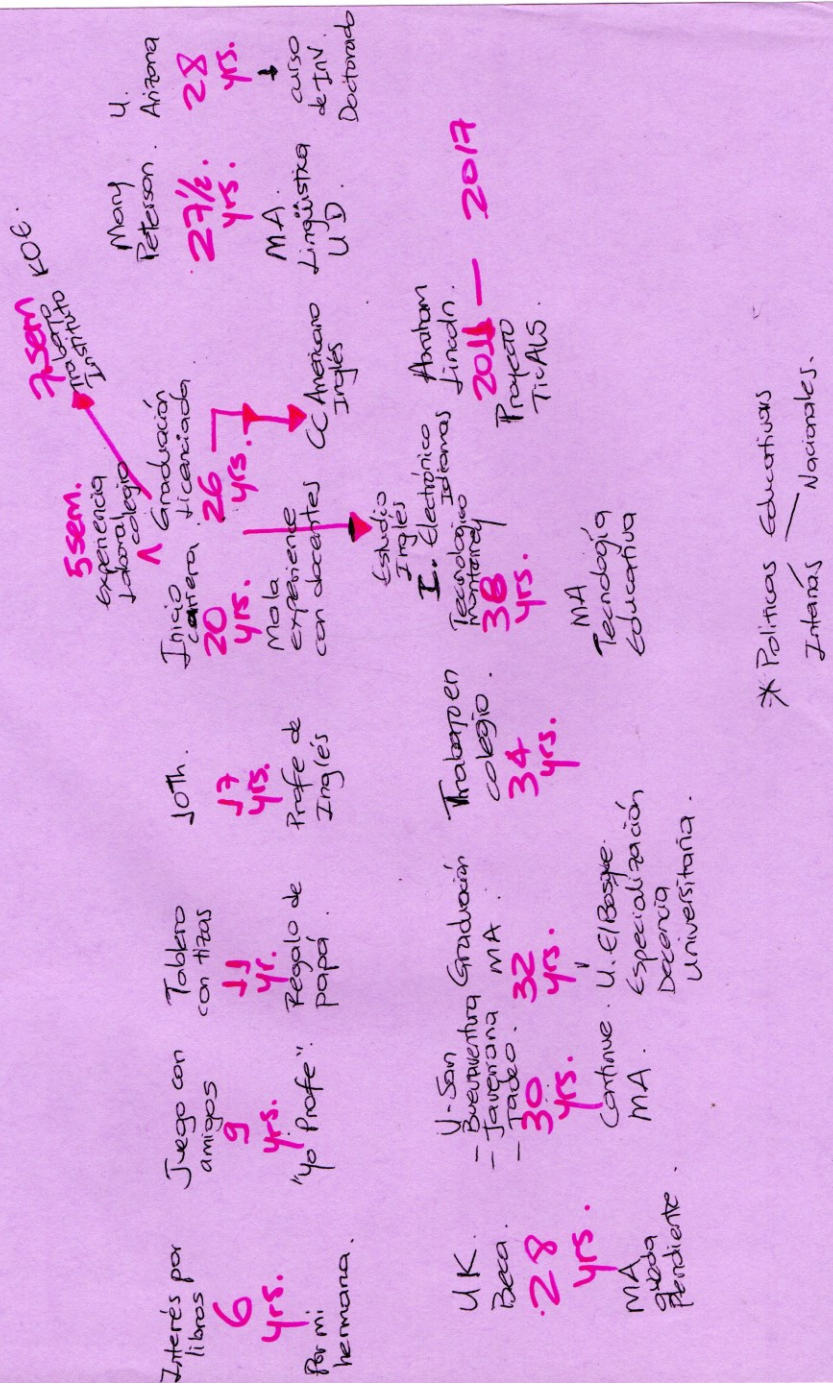 Interés por
libros
6
yrs.
Por mi
hermana.
Juego con
amigos
9
yrs.
"yo Profe".
Tablero
con tizas
11
yr.
Regalo de
papá.
10th.
17
yrs.
Profe de
Inglés
5 sem.
Experiencia
Laboral
colegio
Inicio
carrera.
20
yrs.
Mala
experience
con docentes
Estudio
Inglés
I. Electrónico
Idiomas
7.sem
Trabajo
Instituto KOE.
Graduación
Licenciada
26
yrs.
CC Americano
Inglés
Mary
Peterson.
27½.
yrs.
MA.
Lingüística
U D.
U.
Arizona
28
yrs.
curso
de INV.
Doctorado
UK.
Beca.
28
yrs.
MA
queda
Pendiente.
U-San
- Buenaventura
- Javeriana
- Tadeo.
30
yrs.
Continue
MA.
Graduación
MA.
32
yrs.
U. El Bosque.
Especialización
Docencia
Universitaria.
Trabajo en
colegio.
34
yrs.
Tecnológico
Monterrey
38
yrs.
MA
Tecnología
Educativa
Abraham
Lincoln.
2011 — 2017
Proyecto
TicALS.
* Políticas Educativas
Internas — Nacionales.